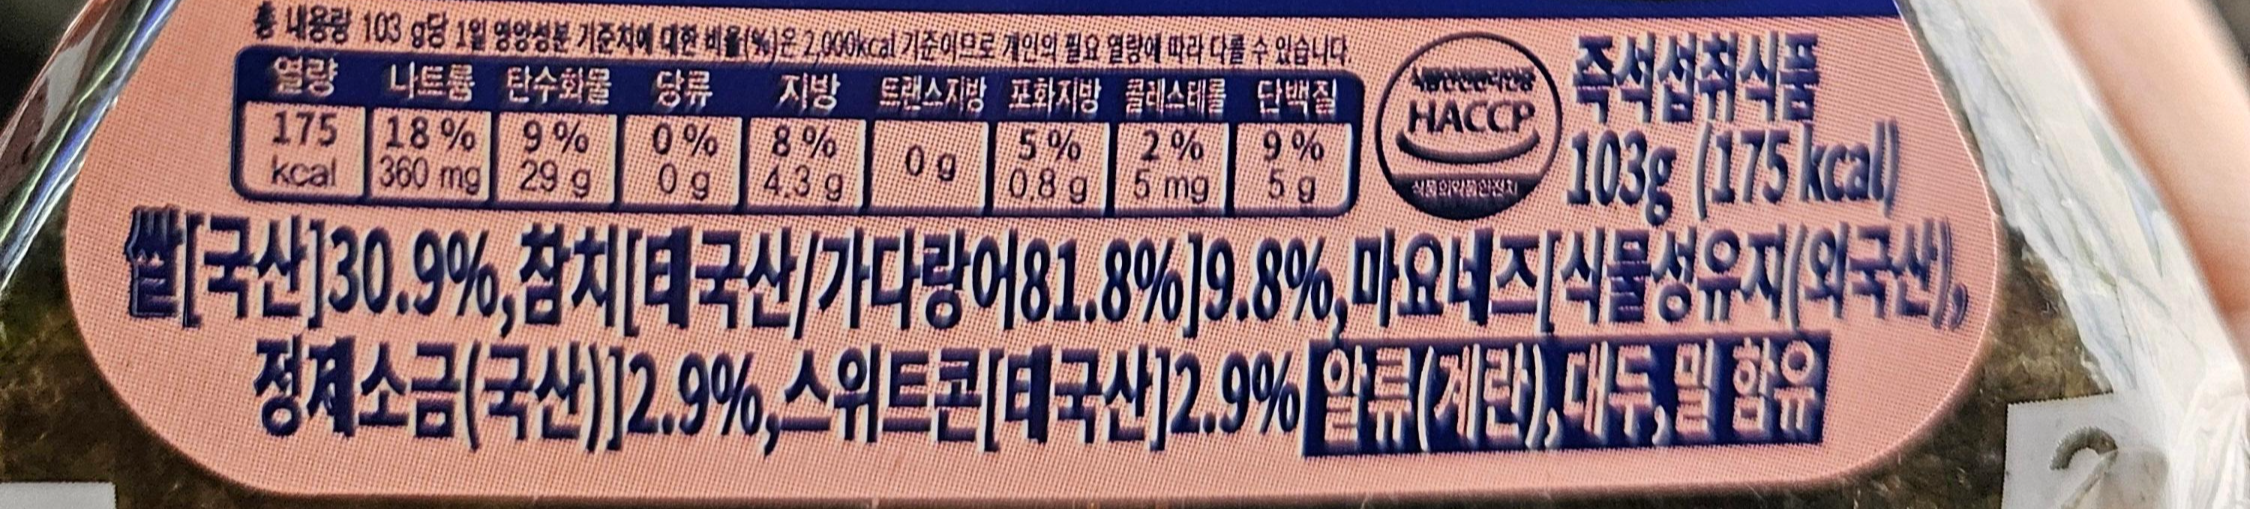 총 내용량 103 g당 1일 영양성분 기준치에 대한 비율(%)은 2,000kcal 기준이므로 개인의 필요 열량에 따라 다를 수 있습니다.
열량 나트륨 탄수화물 당류 지방 트랜스지방 포화지방 콜레스테롤 단백질
175 18 % 9 % 0 % 8 % 0 g 5 % 2 % 9 %
kcal 360 mg 29 g 0 g 4.3 g 0.8 g 5 mg 5 g
HACCP
즉석섭취식품
103g (175 kcal)
쌀[국산]30.9%,참치[태국산/가다랑어81.8%]9.8%,마요네즈[식물성유지(외국산),
정제소금(국산)]2.9%,스위트콘[태국산]2.9% 알류(계란),대두,밀 함유
2